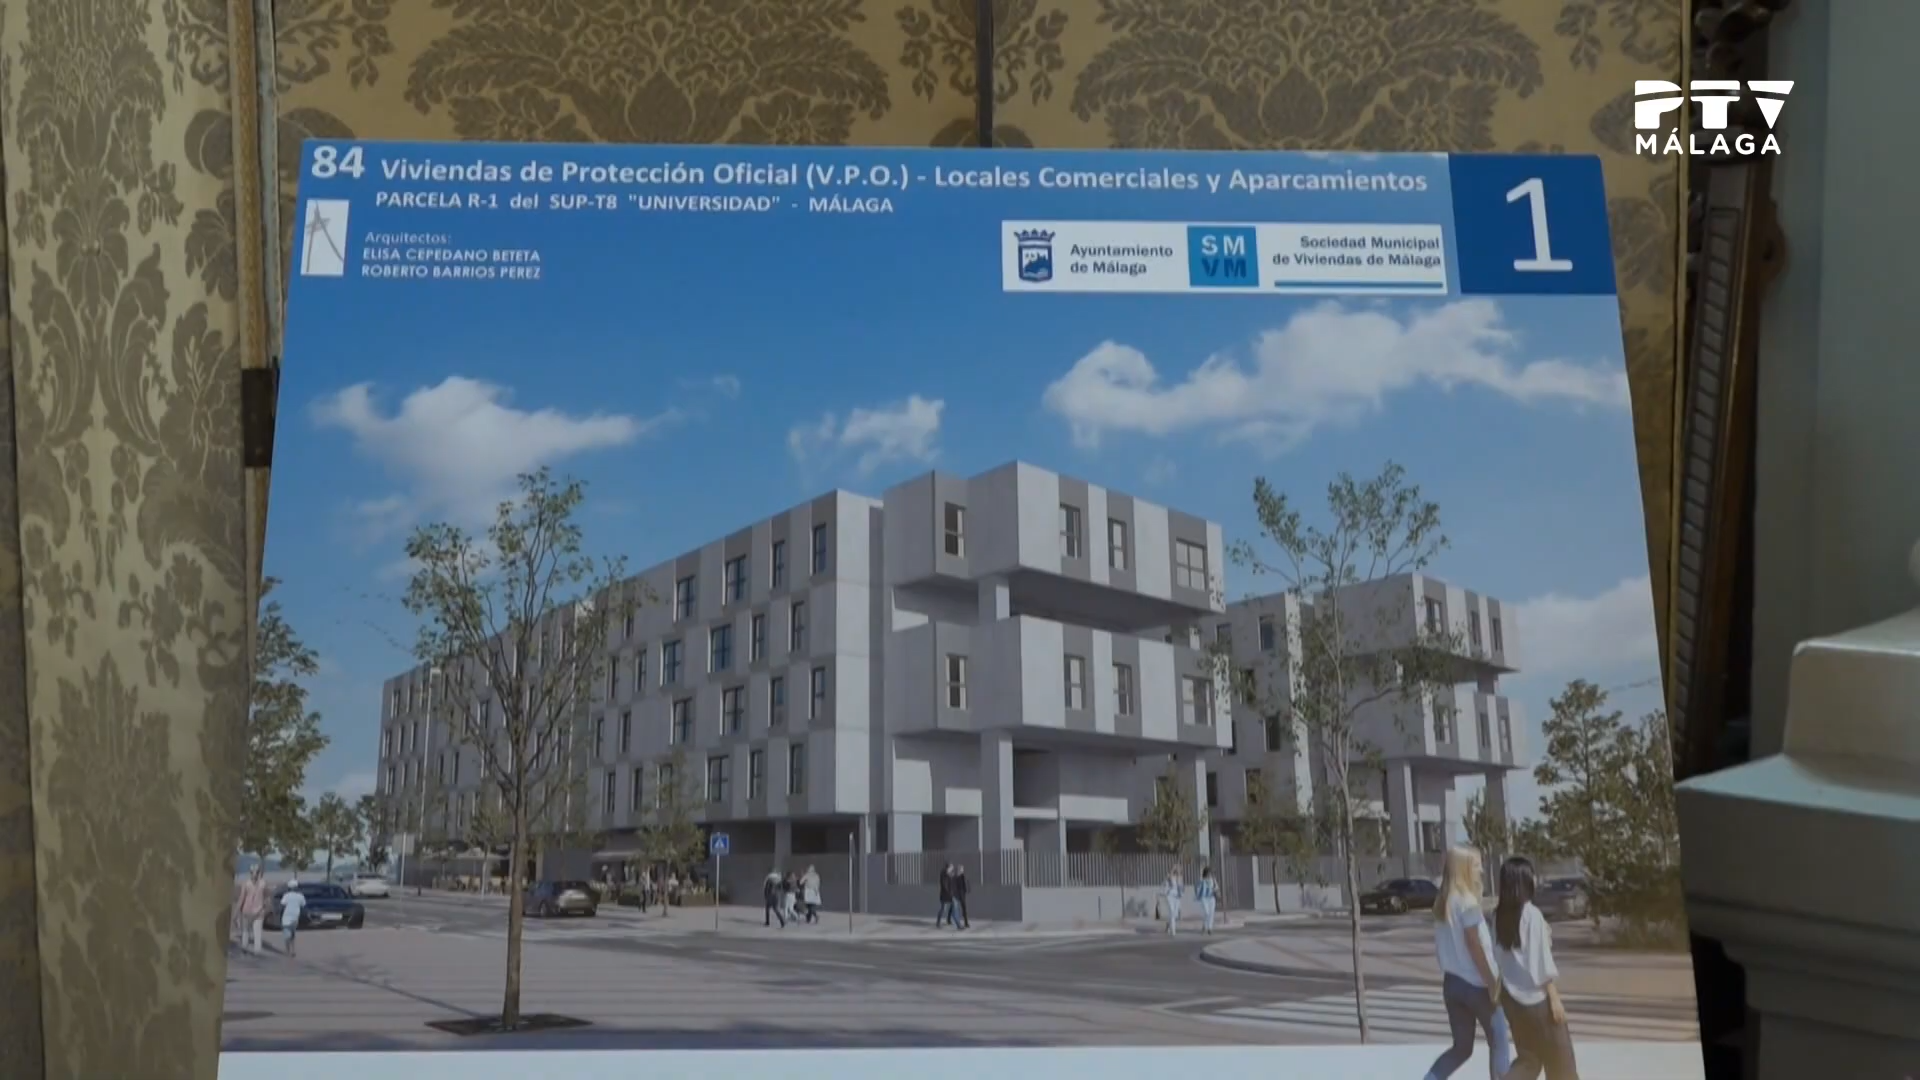 PTV
MÁLAGA
84 Viviendas de Protección Oficial (V.P.O.) - Locales Comerciales y Aparcamientos
PARCELA R-1 del SUP-T8 "UNIVERSIDAD" - MÁLAGA
1
Arquitectos:
ELISA CEPEDANO BETETA
ROBERTO BARRIOS PEREZ
Ayuntamiento
de Málaga
SM
VM
Sociedad Municipal
de Viviendas de Málaga